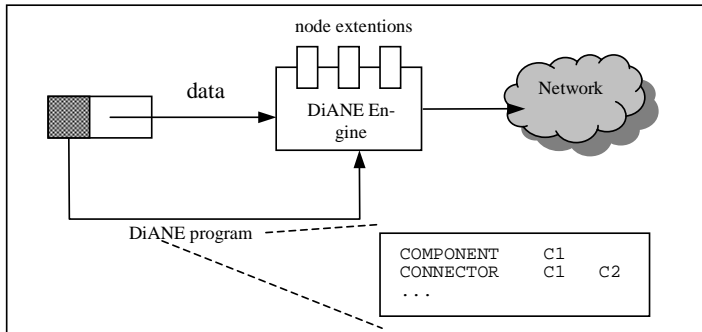 node extentions
data
DiANE En-
gine
Network
DiANE program
COMPONENT C1
CONNECTOR C1 C2
...